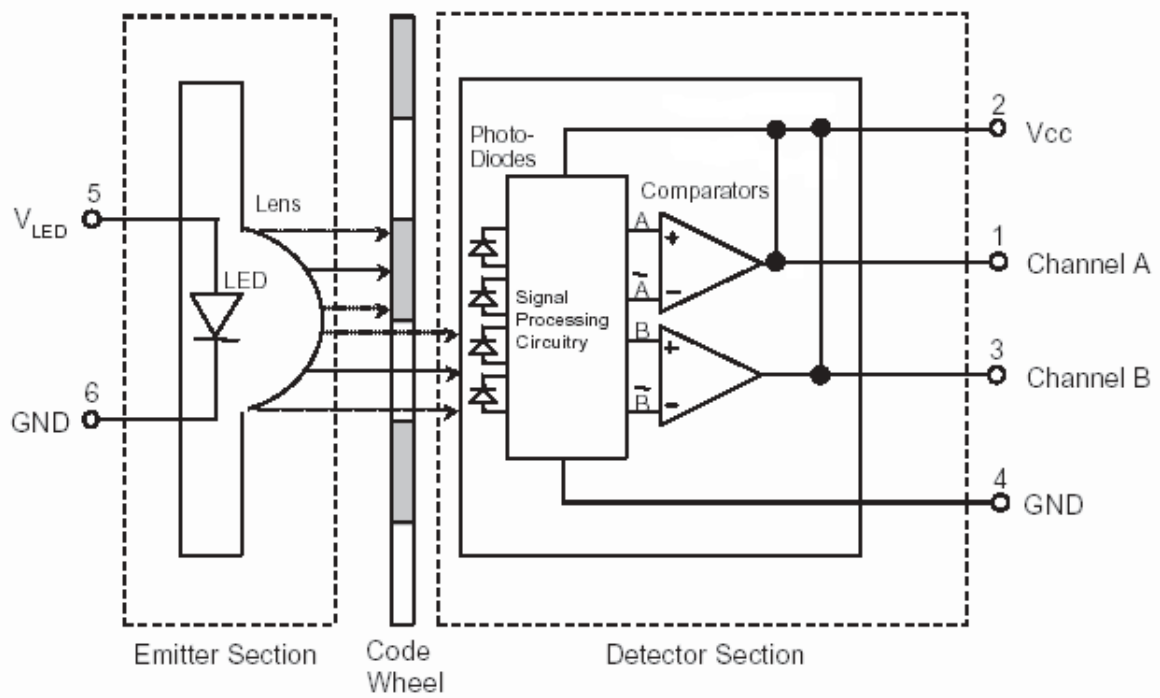 5
V LED
6
GND
Lens
LED
Emitter Section
Code
Wheel
Photo-
Diodes
Signal
Processing
Circuitry
Comparators
A
+
~
A
-
B
+
~
B
-
2
Vcc
1
Channel A
3
Channel B
4
GND
Detector Section